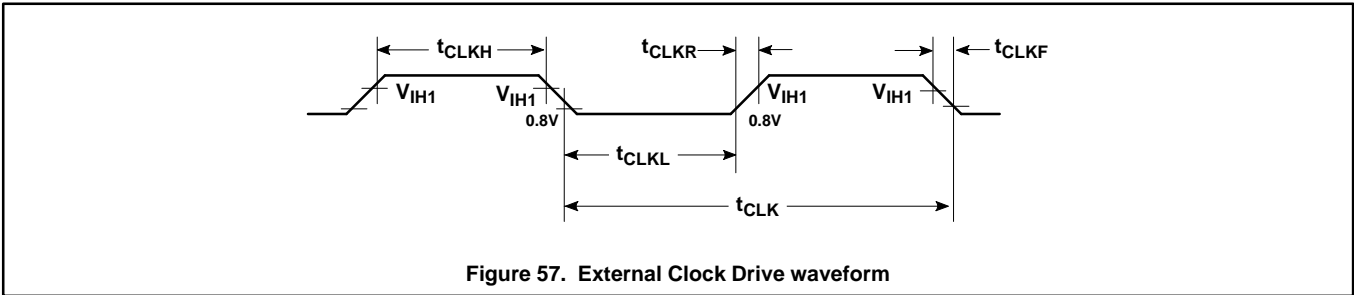 tCLKH
tCLKR
tCLKF
VIH1
VIH1
VIH1
VIH1
0.8V
0.8V
tCLKL
tCLK
Figure 57. External Clock Drive waveform